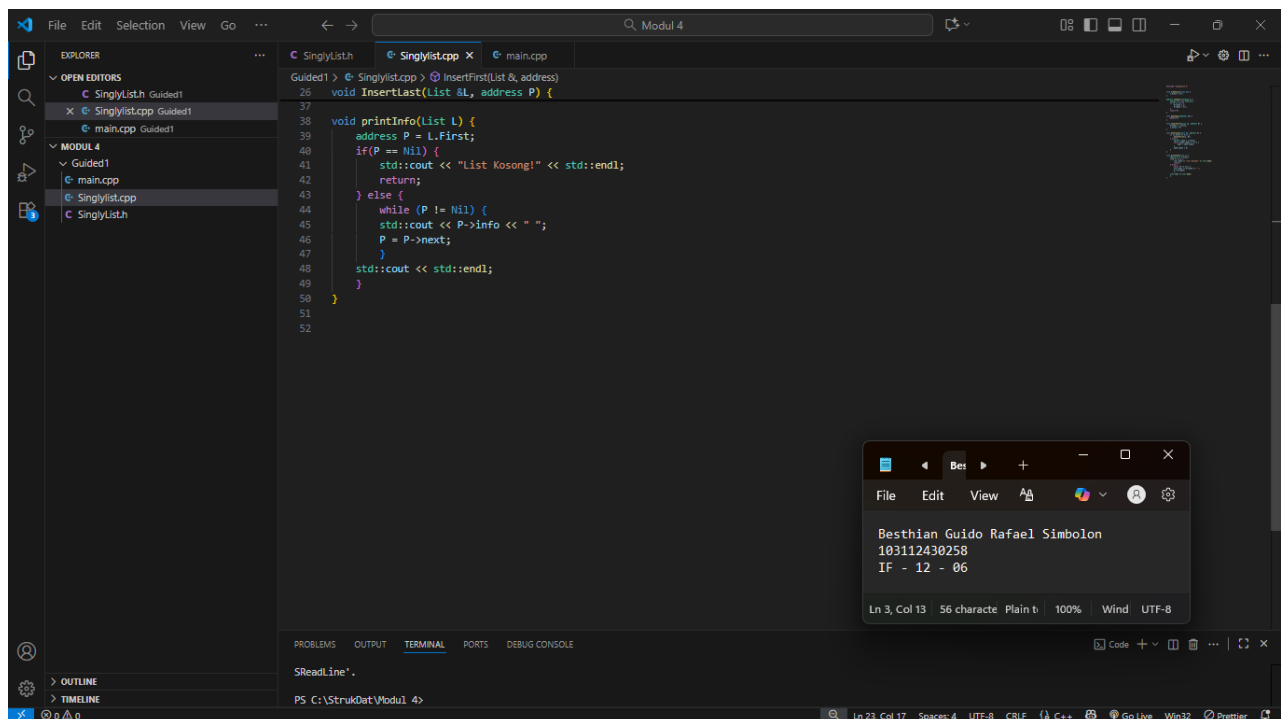 File Edit Selection View Go ···
Modul 4
EXPLORER
OPEN EDITORS
SinglyList.h Guided1
Singlylist.cpp Guided1
main.cpp Guided1
MODUL 4
Guided1
main.cpp
Singlylist.cpp
SinglyList.h
3
OUTLINE
TIMELINE
SinglyList.h Singlylist.cpp main.cpp
Guided1 > Singlylist.cpp > InsertFirst(List &, address)
26 void InsertLast(List &L, address P) {
37
38 void printInfo(List L) {
39 address P = L.First;
40 if(P == Nil) {
41 std::cout << "List Kosong!" << std::endl;
42 return;
43 } else {
44 while (P != Nil) {
45 std::cout << P->info << " ";
46 P = P->next;
47 }
48 std::cout << std::endl;
49 }
50 }
51
52
Bes
File Edit View
Besthian Guido Rafael Simbolon
103112430258
IF - 12 - 06
Ln 3, Col 13 56 characte Plain t 100% Wind UTF-8
PROBLEMS OUTPUT TERMINAL PORTS DEBUG CONSOLE
Code
SReadLine'.
PS C:\StrukDat\Modul 4>
0 0 Ln 23, Col 17 Spaces: 4 UTF-8 CRLF {} C++ Go Live Win32 Prettier